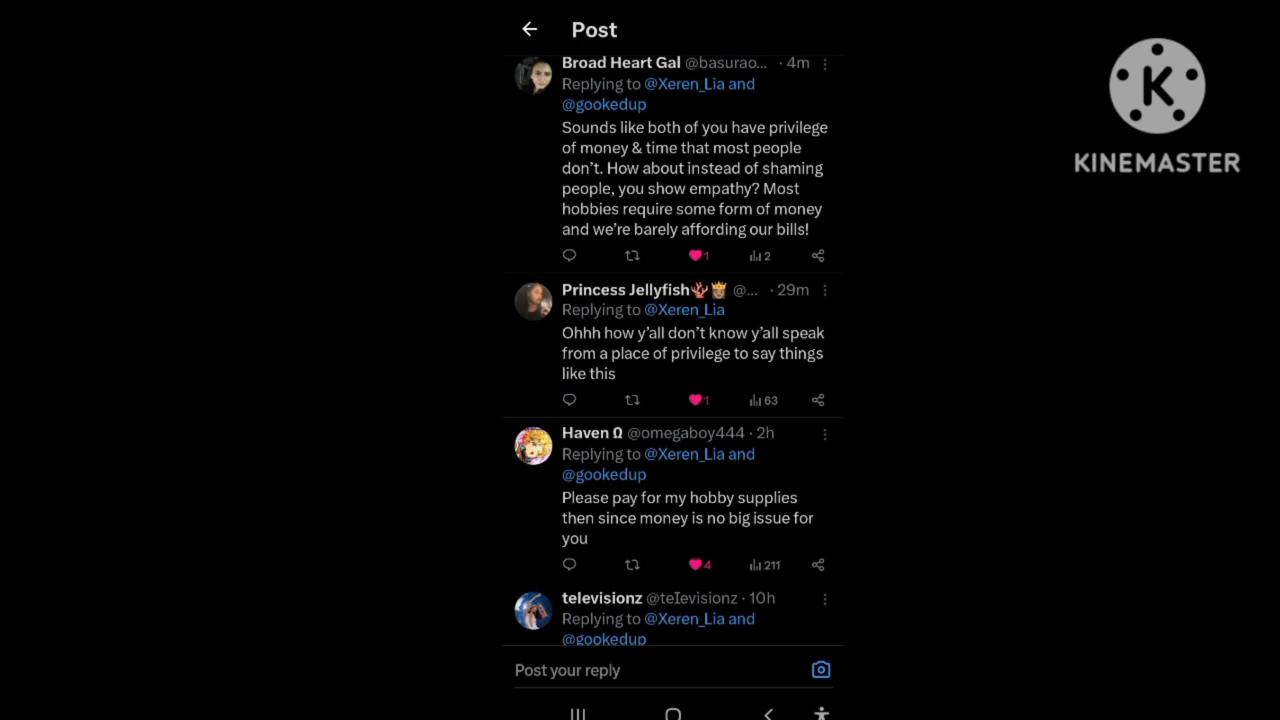 Post
Broad Heart Gal @basurao... · 4m
Replying to @Xeren_Lia and
@gookedup
Sounds like both of you have privilege
of money & time that most people
don't. How about instead of shaming
people, you show empathy? Most
hobbies require some form of money
and we're barely affording our bills!
1 2
Princess Jellyfish @... · 29m
Replying to @Xeren_Lia
Ohhh how y'all don't know y'all speak
from a place of privilege to say things
like this
1 63
Haven Ω @omegaboy444 · 2h
Replying to @Xeren_Lia and
@gookedup
Please pay for my hobby supplies
then since money is no big issue for
you
4 211
televisionz @teIevisionz · 10h
Replying to @Xeren_Lia and
@gookedup
Post your reply
K
KINEMASTER